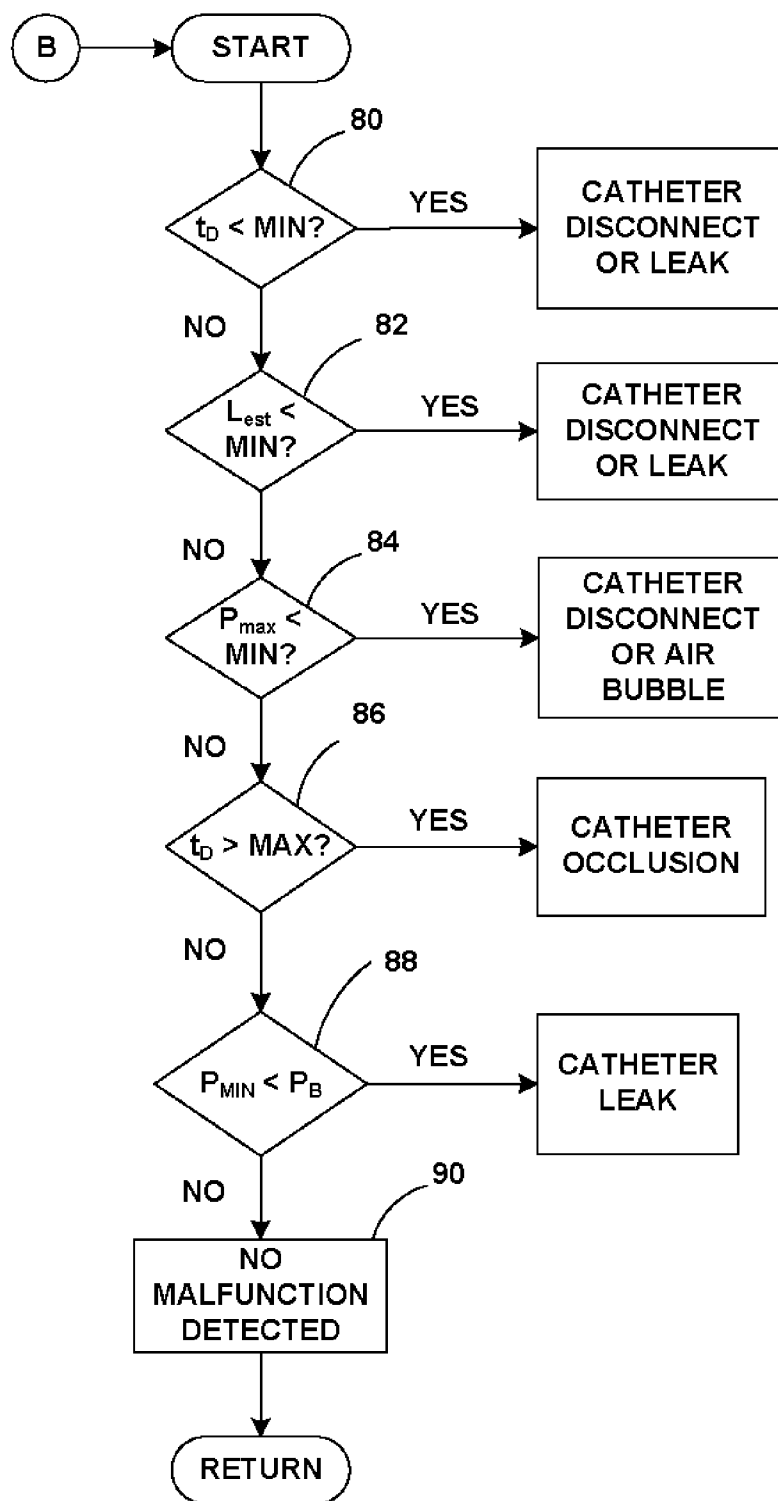 B
START
80
t_D < MIN?
YES
CATHETER
DISCONNECT
OR LEAK
NO
82
L_est <
MIN?
YES
CATHETER
DISCONNECT
OR LEAK
NO
84
P_max <
MIN?
YES
CATHETER
DISCONNECT
OR AIR
BUBBLE
NO
86
t_D > MAX?
YES
CATHETER
OCCLUSION
NO
88
P_MIN < P_B
YES
CATHETER
LEAK
NO
90
NO
MALFUNCTION
DETECTED
RETURN